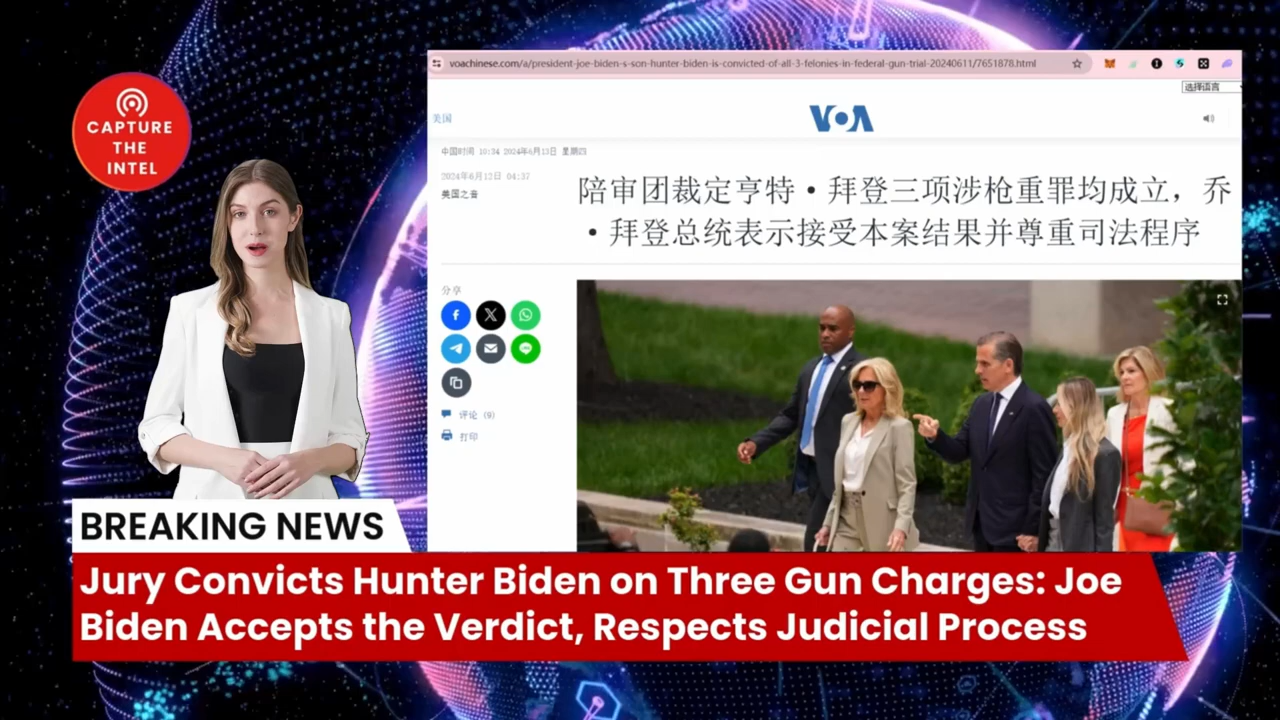 CAPTURE
THE
INTEL
voachinese.com/a/president-joe-biden-s-son-hunter-biden-is-convicted-of-all-3-felonies-in-federal-gun-trial-20240611/7651878.html
选择语言
美国
VOA
中国时间 10:34 2024年6月13日 星期四
2024年6月12日 04:37
美国之音
陪审团裁定亨特·拜登三项涉枪重罪均成立，乔
·拜登总统表示接受本案结果并尊重司法程序
分享
评论 (9)
打印
BREAKING NEWS
Jury Convicts Hunter Biden on Three Gun Charges: Joe
Biden Accepts the Verdict, Respects Judicial Process